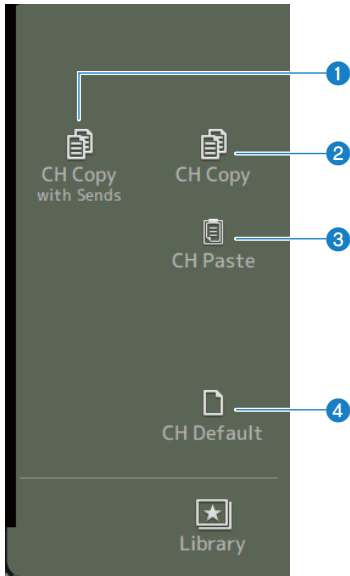 1
CH Copy
with Sends
CH Copy
2
CH Paste
3
CH Default
4
Library